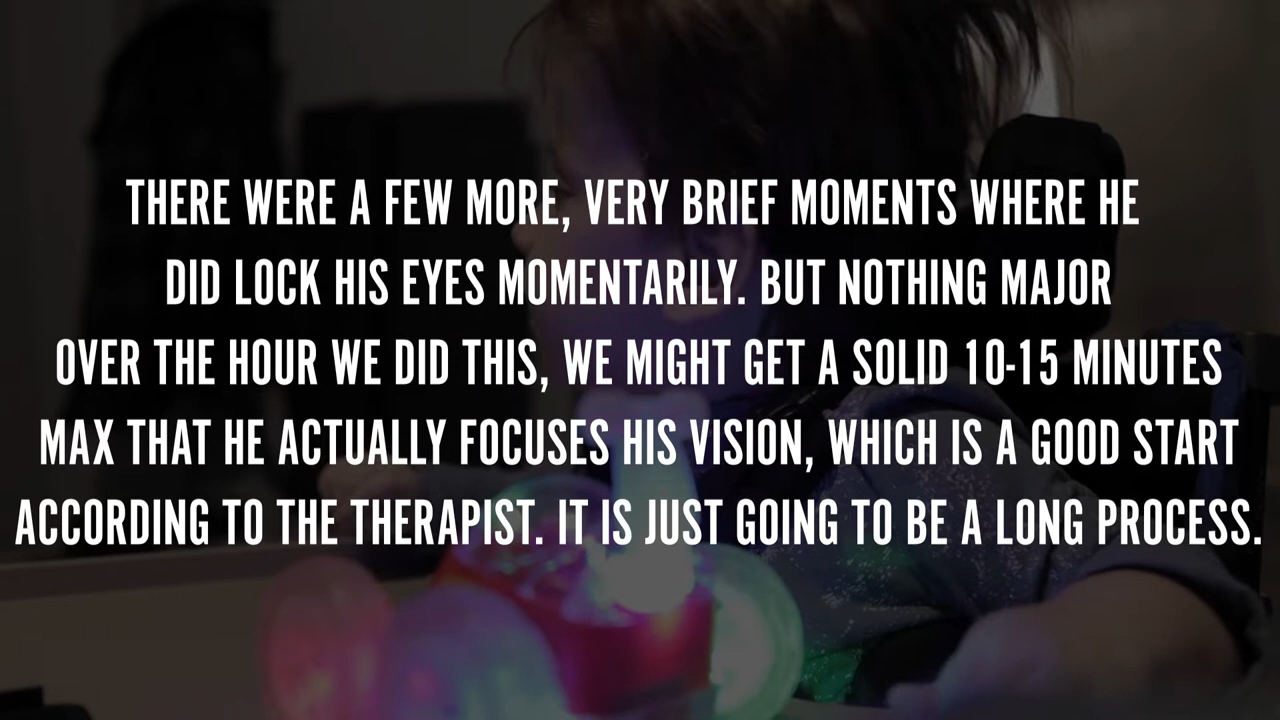 THERE WERE A FEW MORE, VERY BRIEF MOMENTS WHERE HE
DID LOCK HIS EYES MOMENTARILY. BUT NOTHING MAJOR
OVER THE HOUR WE DID THIS, WE MIGHT GET A SOLID 10-15 MINUTES
MAX THAT HE ACTUALLY FOCUSES HIS VISION, WHICH IS A GOOD START
ACCORDING TO THE THERAPIST. IT IS JUST GOING TO BE A LONG PROCESS.